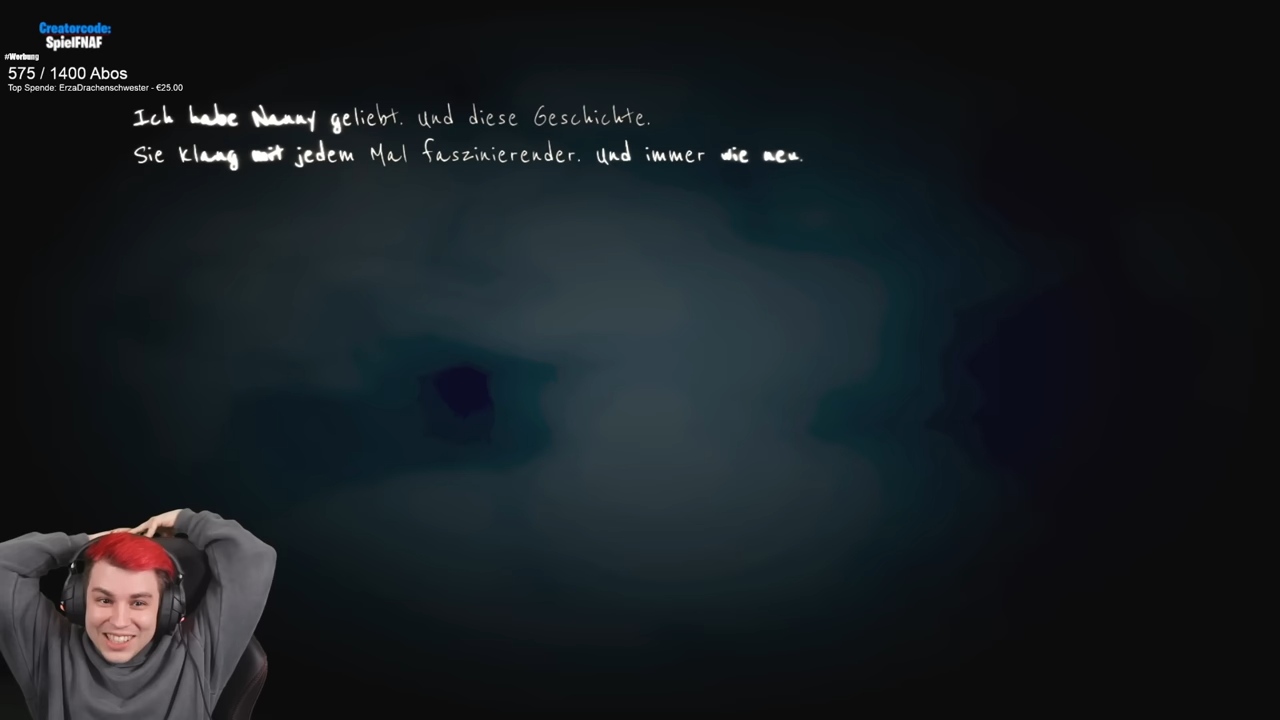 Creatorcode:
SpielFNAF
#Werbung
575 / 1400 Abos
Top Spende: ErzaDrachenschwester - €25.00
Ich habe Nanny geliebt. Und diese Geschichte.
Sie klang mit jedem Mal faszinierender. Und immer wie neu.